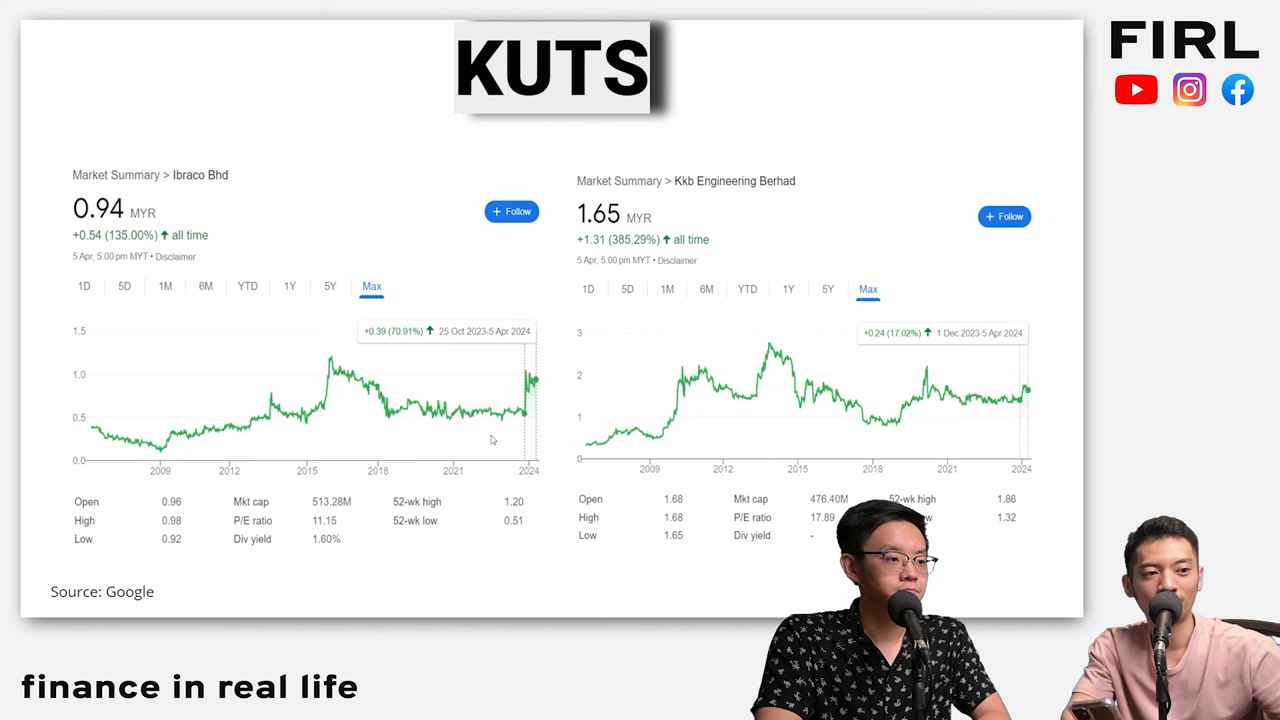 KUTS
FIRL
Market Summary > Ibraco Bhd
0.94 MYR
+ Follow
+0.54 (135.00%) ↑ all time
5 Apr, 5:00 pm MYT • Disclaimer
1D 5D 1M 6M YTD 1Y 5Y Max
+0.39 (70.91%) ↑ 25 Oct 2023-5 Apr 2024
1.5
1.0
0.5
0.0
2009 2012 2015 2018 2021 2024
Open 0.96 Mkt cap 513.28M 52-wk high 1.20
High 0.98 P/E ratio 11.15 52-wk low 0.51
Low 0.92 Div yield 1.60%
Market Summary > Kkb Engineering Berhad
1.65 MYR
+ Follow
+1.31 (385.29%) ↑ all time
5 Apr, 5:00 pm MYT • Disclaimer
1D 5D 1M 6M YTD 1Y 5Y Max
+0.24 (17.02%) ↑ 1 Dec 2023-5 Apr 2024
3
2
1
0
2009 2012 2015 2018 2021 2024
Open 1.68 Mkt cap 476.40M 52-wk high 1.86
High 1.68 P/E ratio 17.89 1.32
Low 1.65 Div yield -
Source: Google
finance in real life